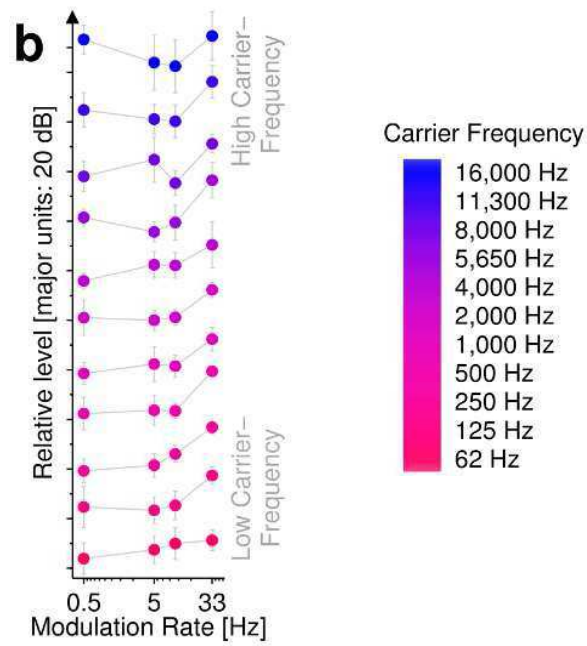 b
Relative level [major units: 20 dB]
High Carrier–
Frequency
Low Carrier–
Frequency
0.5 5 33
Modulation Rate [Hz]
Carrier Frequency
16,000 Hz
11,300 Hz
8,000 Hz
5,650 Hz
4,000 Hz
2,000 Hz
1,000 Hz
500 Hz
250 Hz
125 Hz
62 Hz